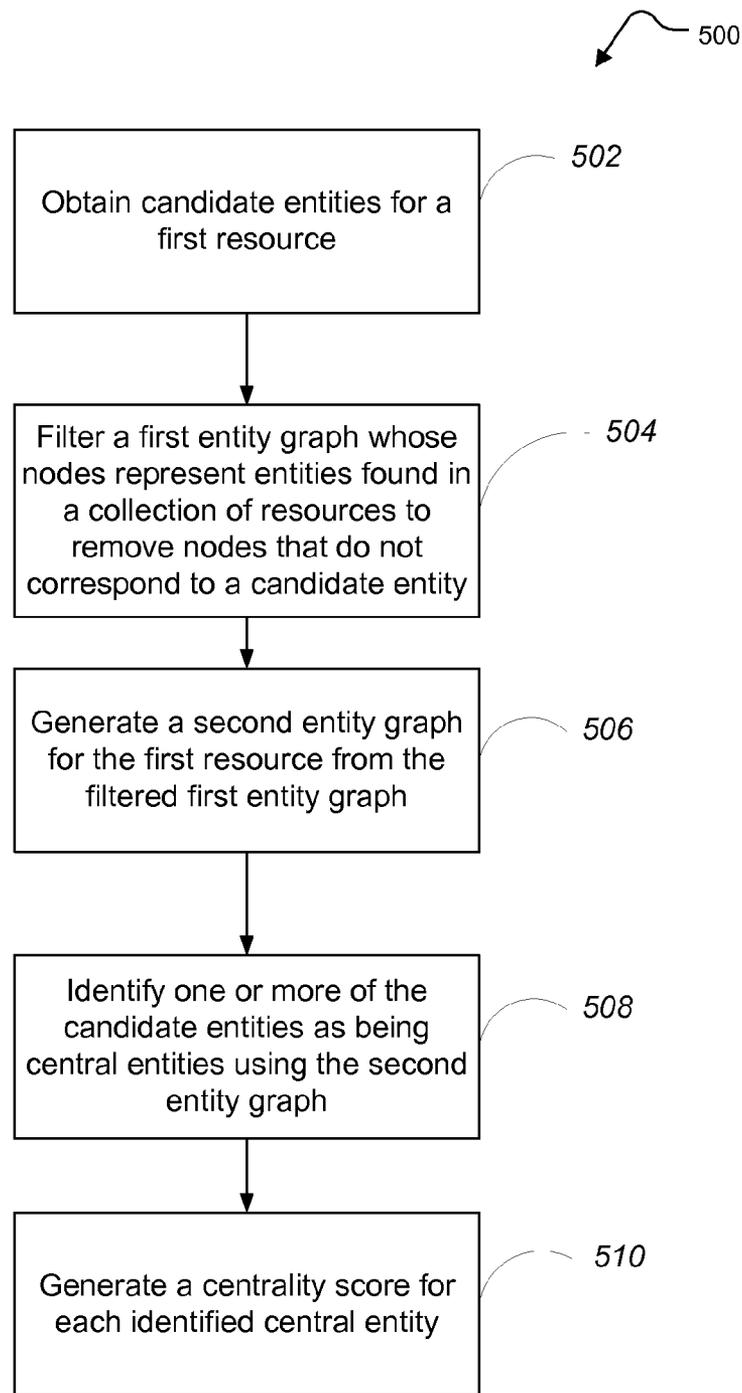 500
502
Obtain candidate entities for a
first resource
504
Filter a first entity graph whose
nodes represent entities found in
a collection of resources to
remove nodes that do not
correspond to a candidate entity
506
Generate a second entity graph
for the first resource from the
filtered first entity graph
508
Identify one or more of the
candidate entities as being
central entities using the second
entity graph
510
Generate a centrality score for
each identified central entity